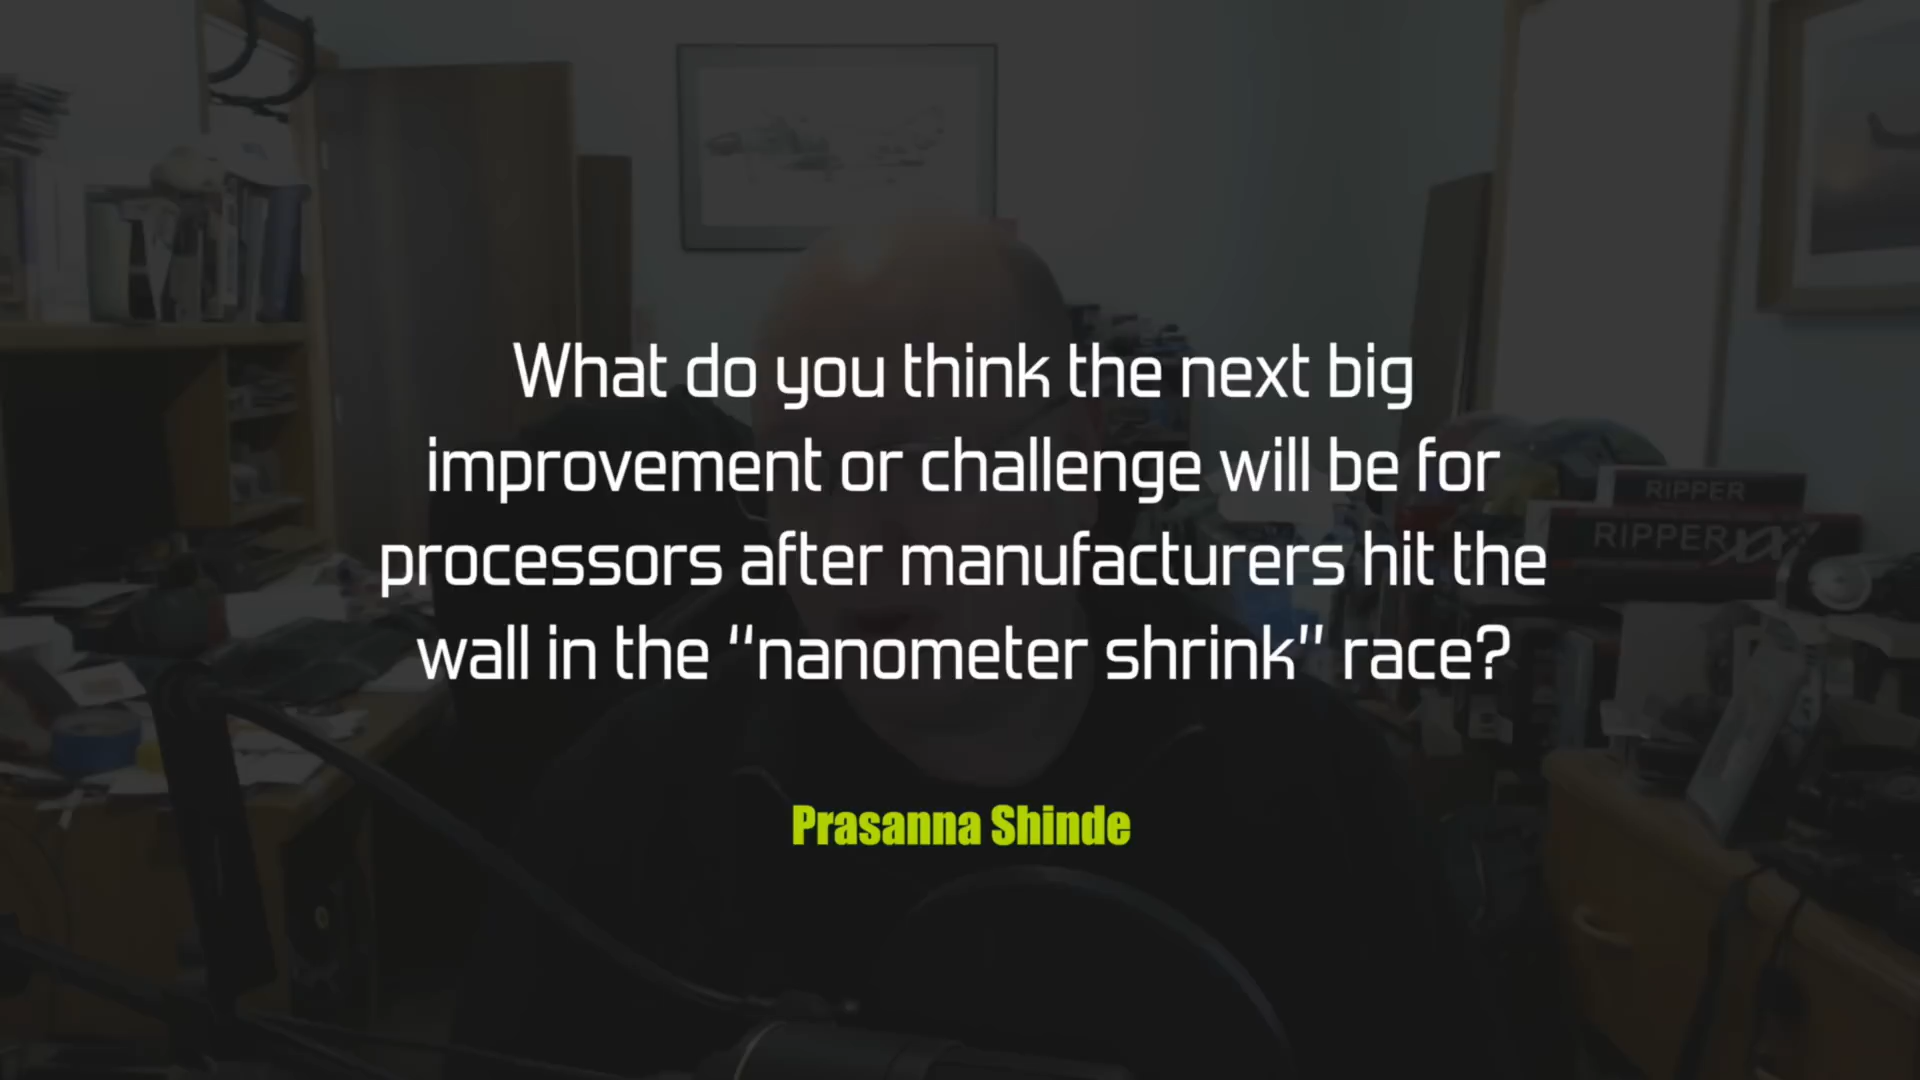 What do you think the next big
improvement or challenge will be for
processors after manufacturers hit the
wall in the “nanometer shrink” race?
Prasanna Shinde
RIPPER
RIPPER XX